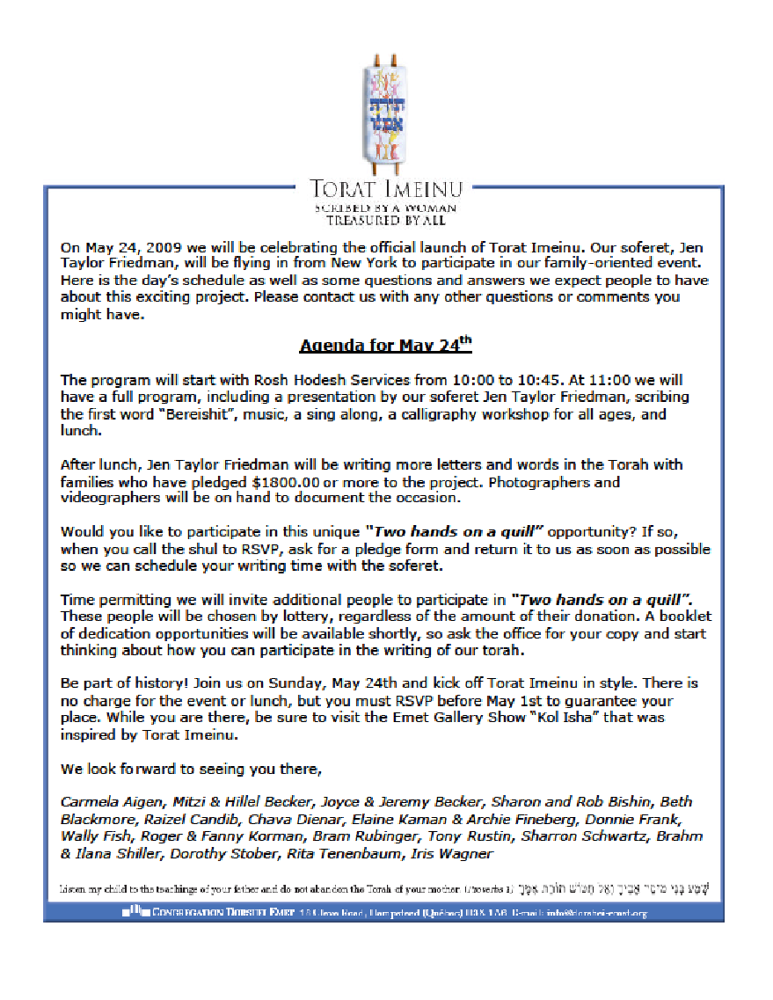 תורה
אמנו
TORAT IMEINU
SCRIBED BY A WOMAN
TREASURED BY ALL
On May 24, 2009 we will be celebrating the official launch of Torat Imeinu. Our soferet, Jen
Taylor Friedman, will be flying in from New York to participate in our family-oriented event.
Here is the day's schedule as well as some questions and answers we expect people to have
about this exciting project. Please contact us with any other questions or comments you
might have.
Agenda for May 24th
The program will start with Rosh Hodesh Services from 10:00 to 10:45. At 11:00 we will
have a full program, including a presentation by our soferet Jen Taylor Friedman, scribing
the first word “Bereishit”, music, a sing along, a calligraphy workshop for all ages, and
lunch.
After lunch, Jen Taylor Friedman will be writing more letters and words in the Torah with
families who have pledged $1800.00 or more to the project. Photographers and
videographers will be on hand to document the occasion.
Would you like to participate in this unique “Two hands on a quill” opportunity? If so,
when you call the shul to RSVP, ask for a pledge form and return it to us as soon as possible
so we can schedule your writing time with the soferet.
Time permitting we will invite additional people to participate in “Two hands on a quill”.
These people will be chosen by lottery, regardless of the amount of their donation. A booklet
of dedication opportunities will be available shortly, so ask the office for your copy and start
thinking about how you can participate in the writing of our torah.
Be part of history! Join us on Sunday, May 24th and kick off Torat Imeinu in style. There is
no charge for the event or lunch, but you must RSVP before May 1st to guarantee your
place. While you are there, be sure to visit the Emet Gallery Show “Kol Isha” that was
inspired by Torat Imeinu.
We look forward to seeing you there,
Carmela Aigen, Mitzi & Hillel Becker, Joyce & Jeremy Becker, Sharon and Rob Bishin, Beth
Blackmore, Raizel Candib, Chava Dienar, Elaine Kaman & Archie Fineberg, Donnie Frank,
Wally Fish, Roger & Fanny Korman, Bram Rubinger, Tony Rustin, Sharron Schwartz, Brahm
& Ilana Shiller, Dorothy Stober, Rita Tenenbaum, Iris Wagner
Listen my child to the teachings of your father and do not abandon the Torah of your mother. (Proverbs 1) שְׁמַע בְּנִי מוּסַר אָבִיךָ וְאַל תִּטּוֹשׁ תּוֹרַת אִמֶּךָ
CONGREGATION DORSHEI EMET 18 Cleve Road, Hampstead (Québec) H3X 1A6 E-mail: info@dorshei-emet.org